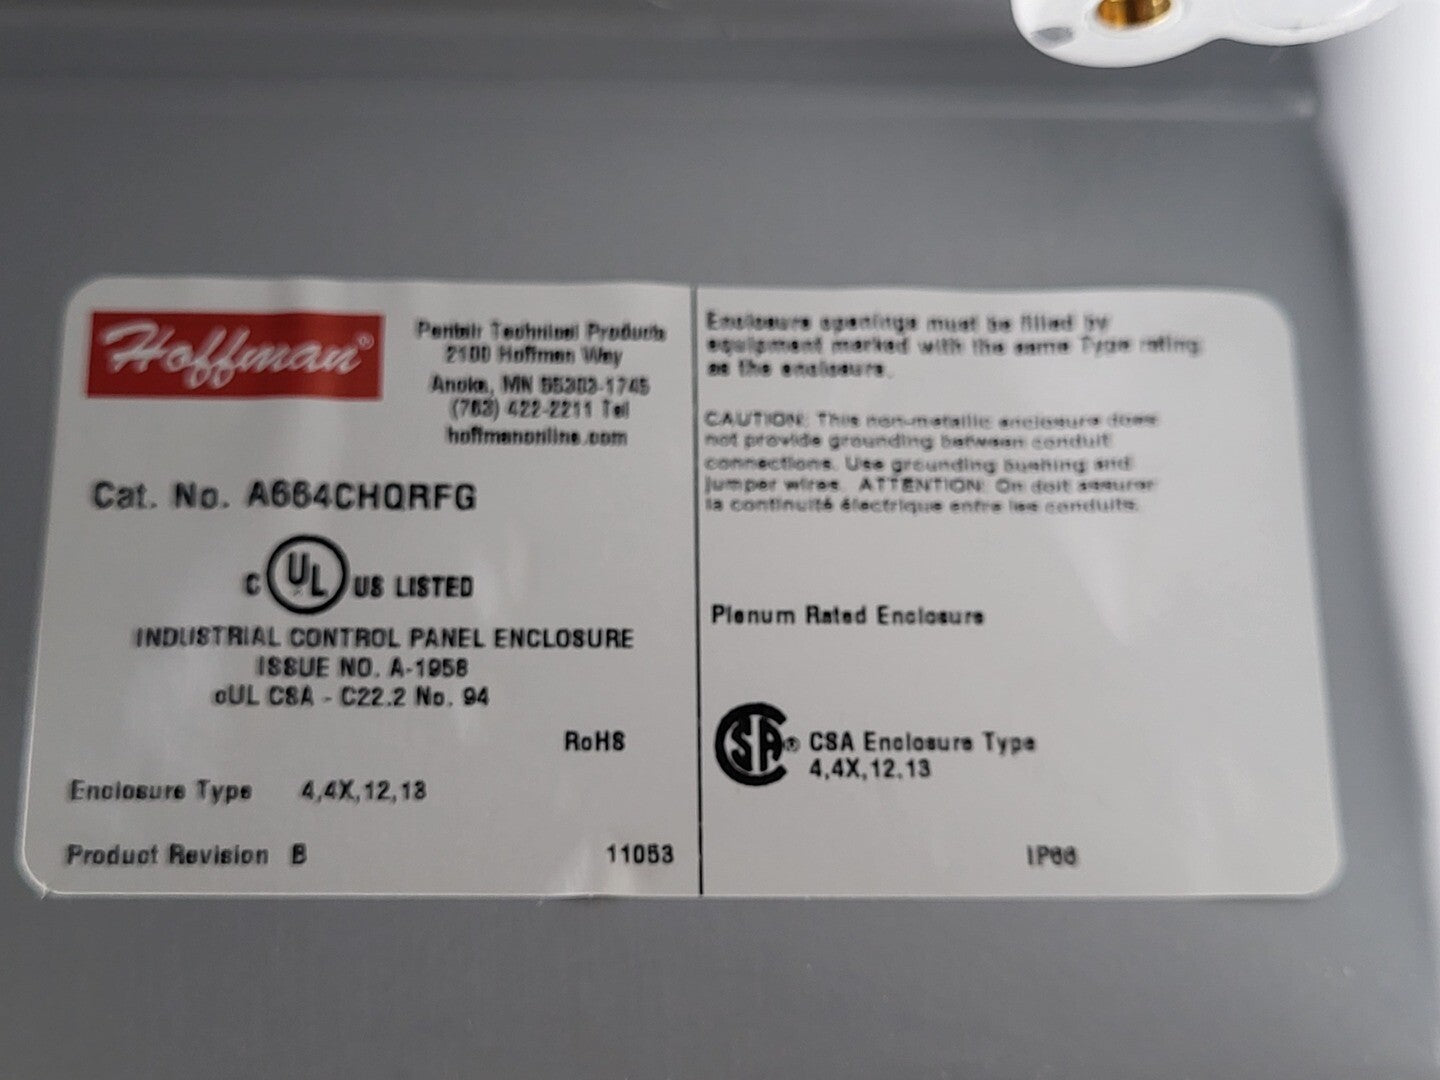 Hoffman®
Pentair Technical Products
2100 Hoffman Way
Anoka, MN 55303-1745
(763) 422-2211 Tel
hoffmanonline.com
Cat. No. A664CHQRFG
C UL US LISTED
INDUSTRIAL CONTROL PANEL ENCLOSURE
ISSUE NO. A-1958
cUL CSA - C22.2 No. 94
RoHS
Enclosure Type 4,4X,12,13
Product Revision B 11053
Enclosure openings must be filled by
equipment marked with the same Type rating
as the enclosure.
CAUTION: This non-metallic enclosure does
not provide grounding between conduit
connections. Use grounding bushing and
jumper wires. ATTENTION: On doit assurer
la continuité électrique entre les conduits.
Plenum Rated Enclosure
CSA® CSA Enclosure Type
4,4X,12,13
IP66